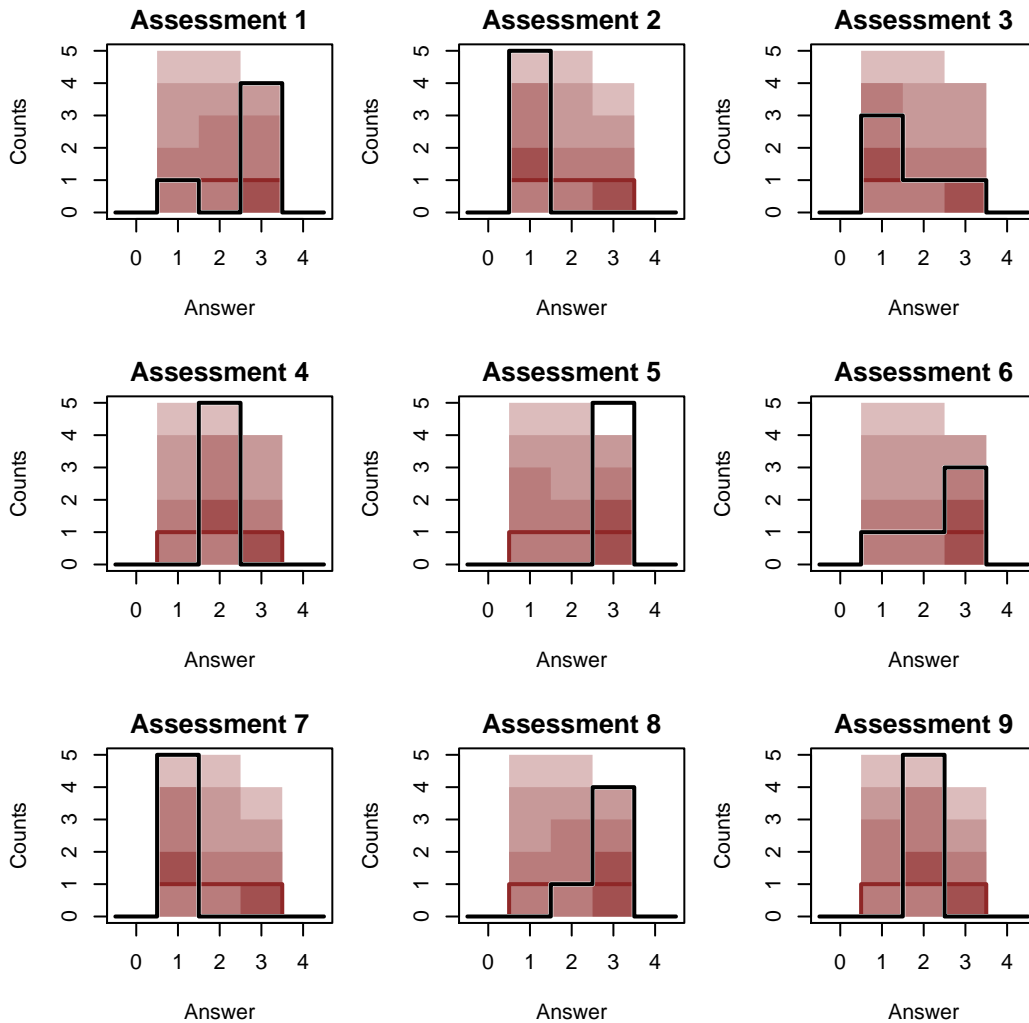 Assessment 1
Counts
0 1 2 3 4 5
0 1 2 3 4
Answer
Assessment 2
Counts
0 1 2 3 4 5
0 1 2 3 4
Answer
Assessment 3
Counts
0 1 2 3 4 5
0 1 2 3 4
Answer
Assessment 4
Counts
0 1 2 3 4 5
0 1 2 3 4
Answer
Assessment 5
Counts
0 1 2 3 4 5
0 1 2 3 4
Answer
Assessment 6
Counts
0 1 2 3 4 5
0 1 2 3 4
Answer
Assessment 7
Counts
0 1 2 3 4 5
0 1 2 3 4
Answer
Assessment 8
Counts
0 1 2 3 4 5
0 1 2 3 4
Answer
Assessment 9
Counts
0 1 2 3 4 5
0 1 2 3 4
Answer